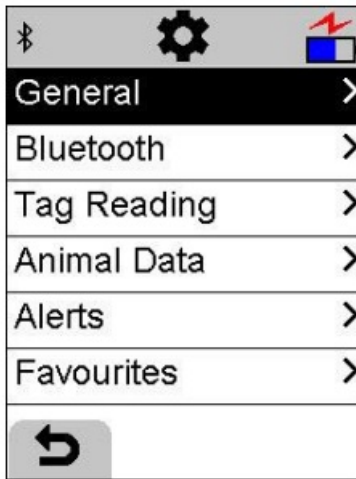 General
Bluetooth
Tag Reading
Animal Data
Alerts
Favourites